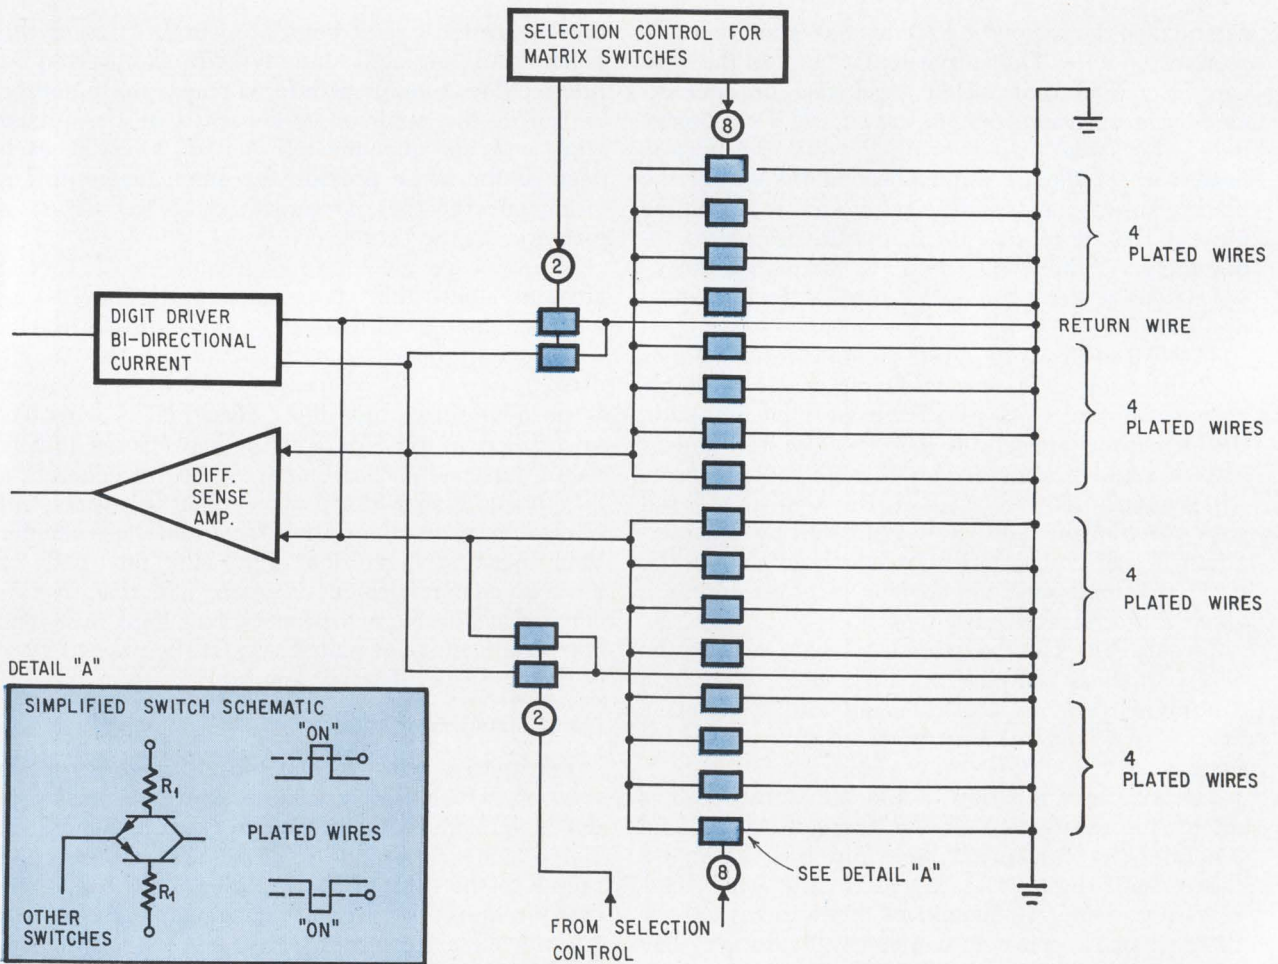 SELECTION CONTROL FOR
MATRIX SWITCHES
8
4
PLATED WIRES
2
DIGIT DRIVER
BI-DIRECTIONAL
CURRENT
RETURN WIRE
4
PLATED WIRES
DIFF.
SENSE
AMP.
4
PLATED WIRES
DETAIL "A"
SIMPLIFIED SWITCH SCHEMATIC
"ON"
R1
PLATED WIRES
R1
"ON"
OTHER
SWITCHES
2
4
PLATED WIRES
8
SEE DETAIL "A"
FROM SELECTION
CONTROL